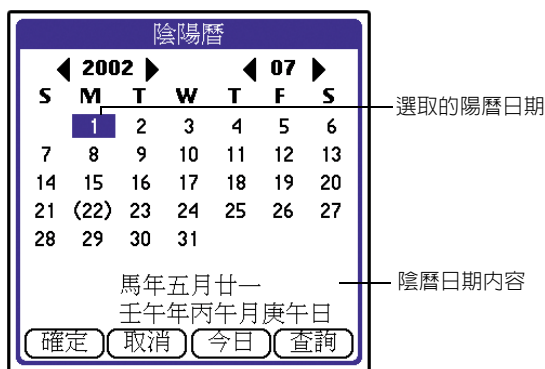 陰陽曆
◀ 2002 ▶ ◀ 07 ▶
S M T W T F S
1 2 3 4 5 6
7 8 9 10 11 12 13
14 15 16 17 18 19 20
21 (22) 23 24 25 26 27
28 29 30 31
馬年五月廿一
壬午年丙午月庚午日
確定 取消 今日 查詢
選取的陽曆日期
陰曆日期內容